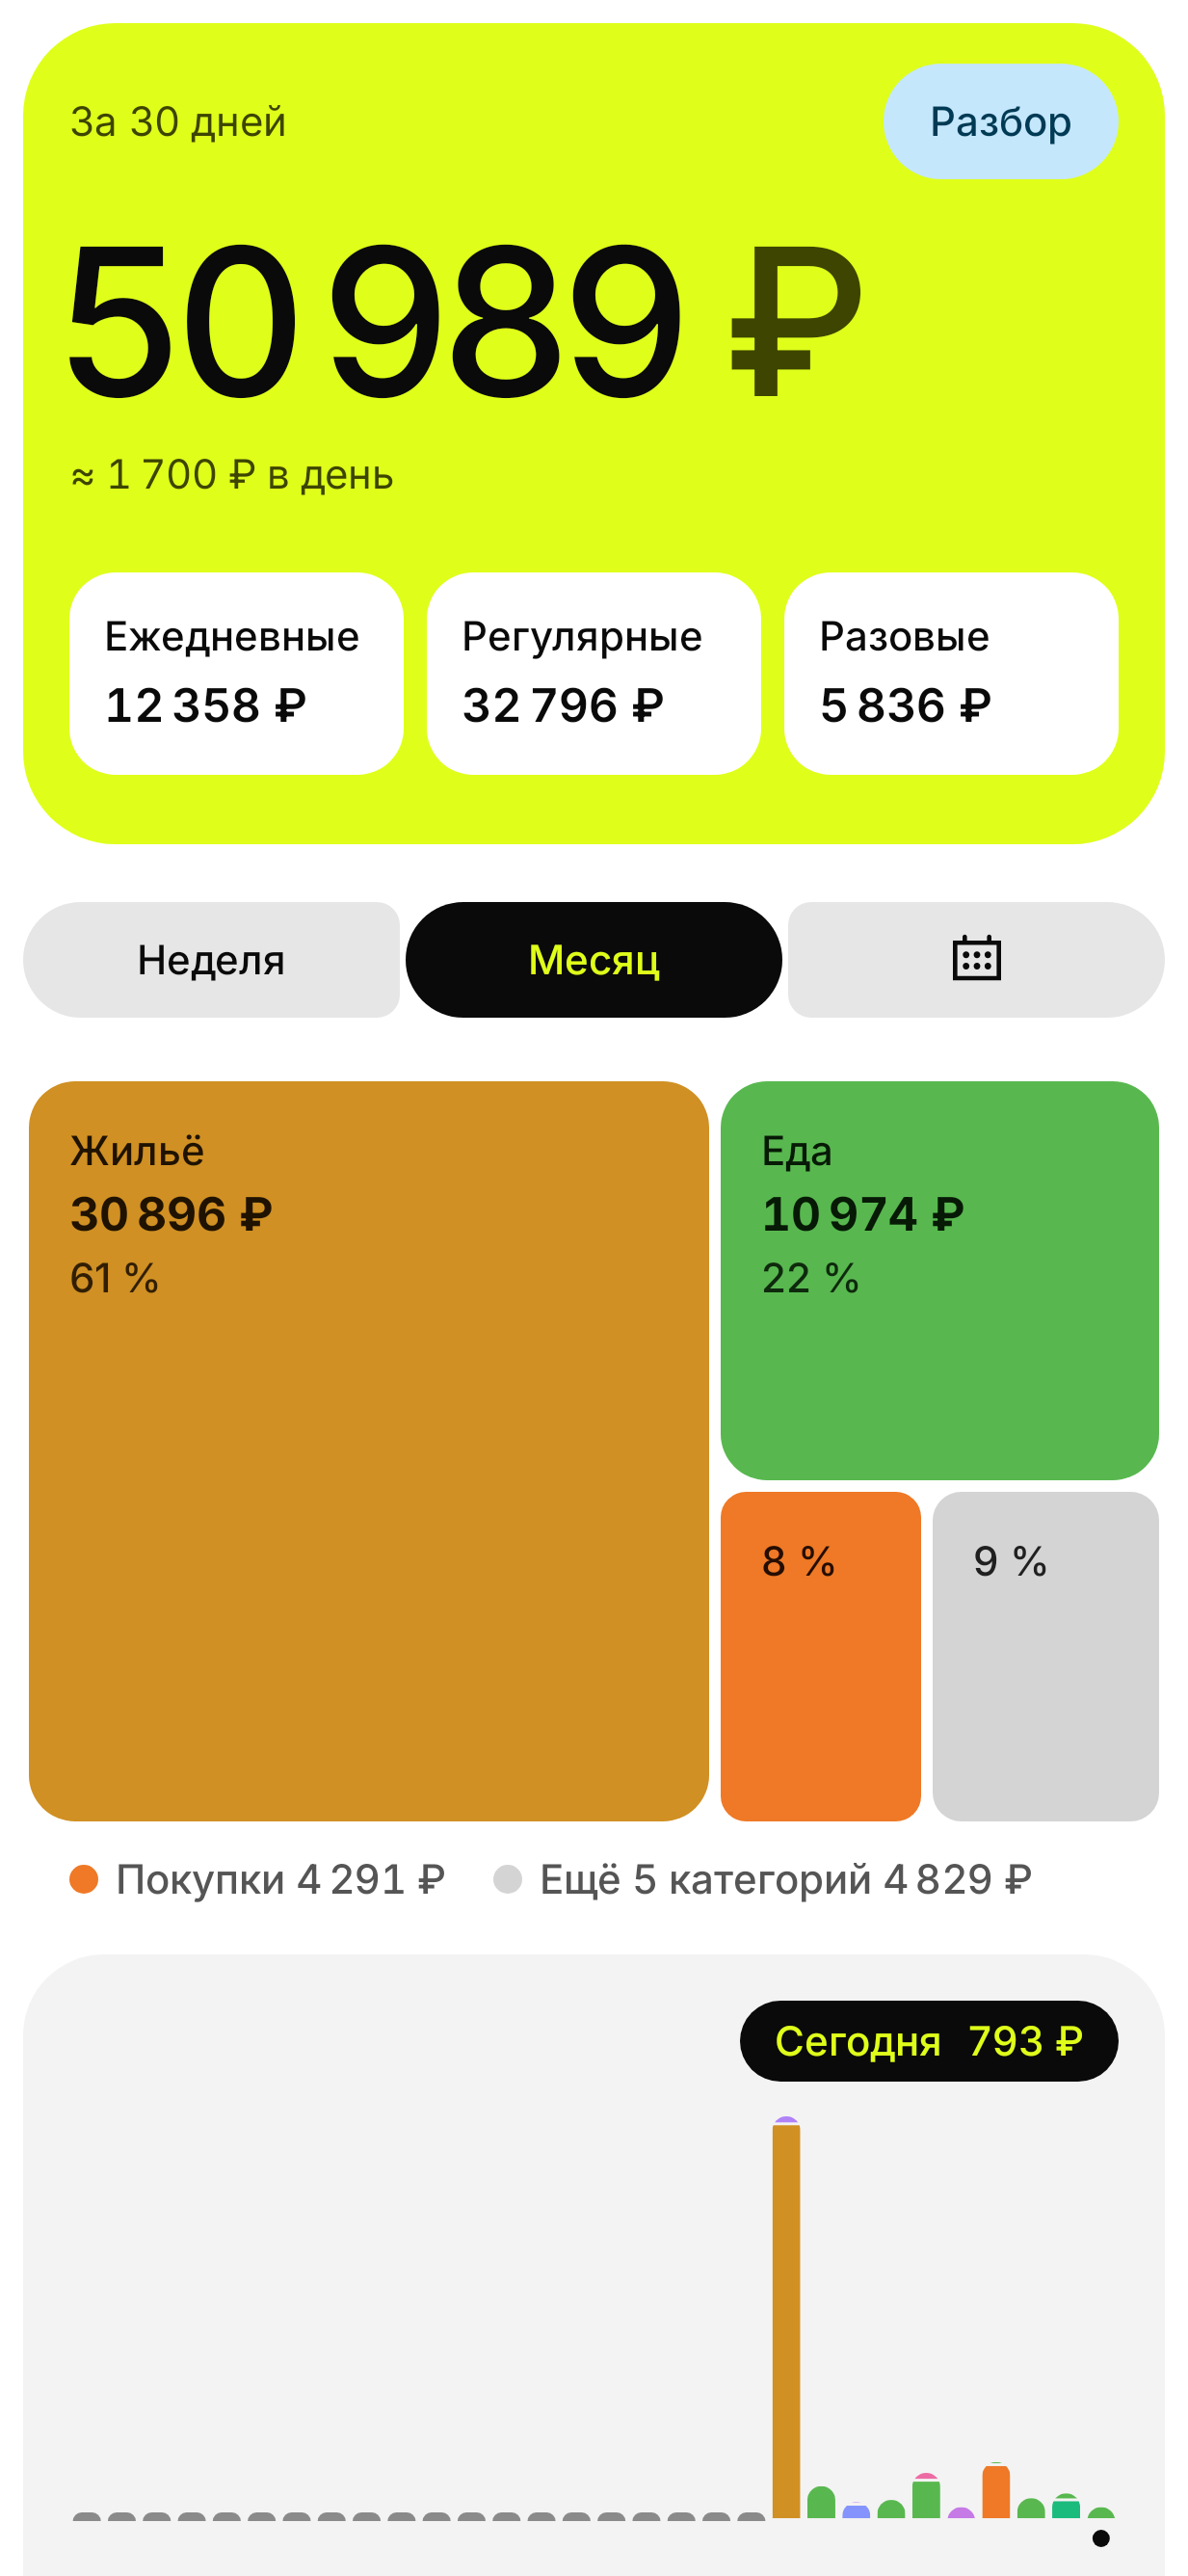 За 30 дней
Разбор
50 989 ₽
≈ 1 700 ₽ в день
Ежедневные
12 358 ₽
Регулярные
32 796 ₽
Разовые
5 836 ₽
Неделя
Месяц
Жильё
30 896 ₽
61 %
Еда
10 974 ₽
22 %
8 %
9 %
Покупки 4 291 ₽
Ещё 5 категорий 4 829 ₽
Сегодня 793 ₽